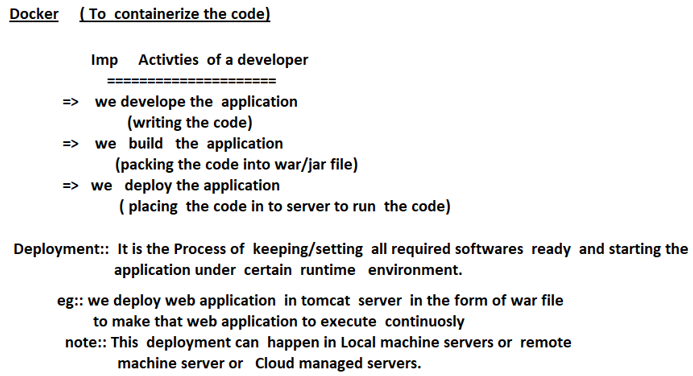 Docker ( To containerize the code)
Imp Activties of a developer
======================
=> we develope the application
(writing the code)
=> we build the application
(packing the code into war/jar file)
=> we deploy the application
( placing the code in to server to run the code)
Deployment:: It is the Process of keeping/setting all required softwares ready and starting the
application under certain runtime environment.
eg:: we deploy web application in tomcat server in the form of war file
to make that web application to execute continuosly
note:: This deployment can happen in Local machine servers or remote
machine server or Cloud managed servers.